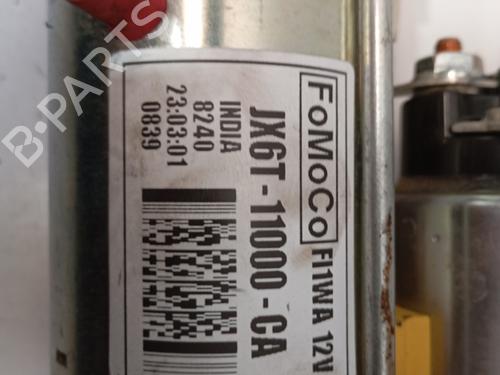 FoMoCo F11WA 12V
JX6T-11000-CA
INDIA
8240
23:03:01
0839
B-PARTS